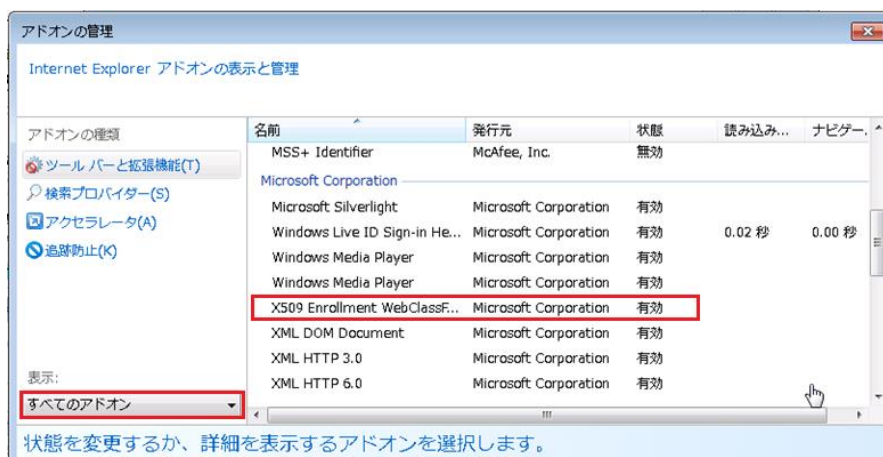 アドオンの管理
Internet Explorer アドオンの表示と管理
アドオンの種類
ツール バーと拡張機能(T)
検索プロバイダー(S)
アクセラレータ(A)
追跡防止(K)
表示:
すべてのアドオン
名前 発行元 状態 読み込み... ナビゲー...
MSS+ Identifier McAfee, Inc. 無効
Microsoft Corporation
Microsoft Silverlight Microsoft Corporation 有効
Windows Live ID Sign-in He... Microsoft Corporation 有効 0.02 秒 0.00 秒
Windows Media Player Microsoft Corporation 有効
Windows Media Player Microsoft Corporation 有効
X509 Enrollment WebClassF... Microsoft Corporation 有効
XML DOM Document Microsoft Corporation 有効
XML HTTP 3.0 Microsoft Corporation 有効
XML HTTP 6.0 Microsoft Corporation 有効
状態を変更するか、詳細を表示するアドオンを選択します。